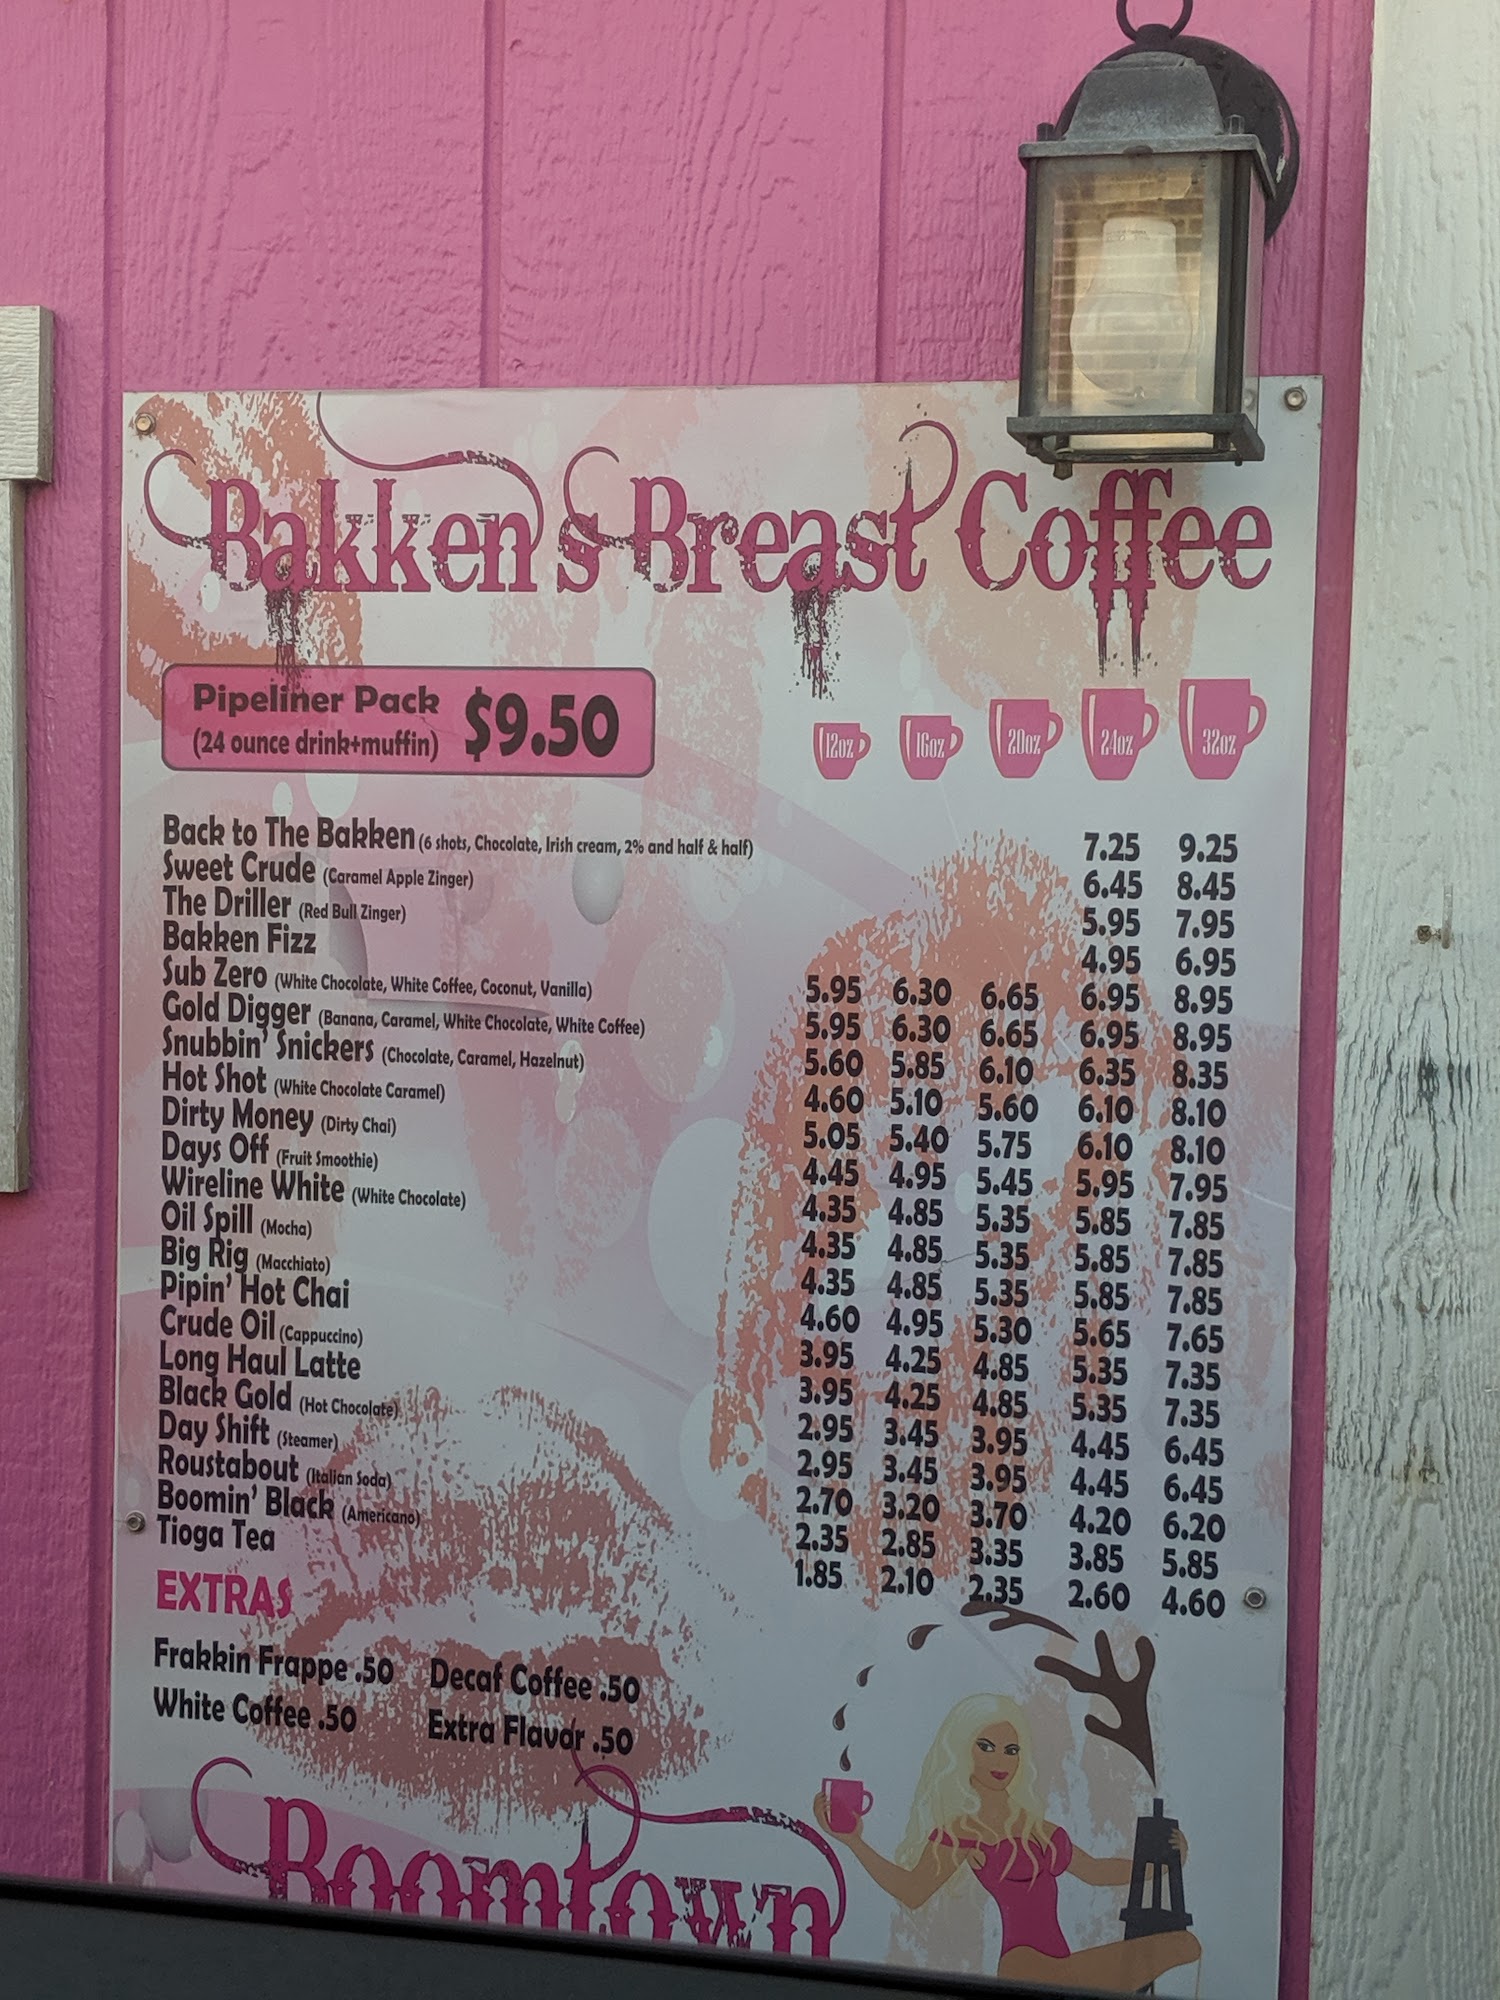 Bakken's Breast Coffee
Pipeliner Pack
(24 ounce drink+muffin) $9.50
12oz 16oz 20oz 24oz 32oz
Back to The Bakken (6 shots, Chocolate, Irish cream, 2% and half & half) 7.25 9.25
Sweet Crude (Caramel Apple Zinger) 6.45 8.45
The Driller (Red Bull Zinger) 5.95 7.95
Bakken Fizz 4.95 6.95
Sub Zero (White Chocolate, White Coffee, Coconut, Vanilla) 5.95 6.30 6.65 6.95 8.95
Gold Digger (Banana, Caramel, White Chocolate, White Coffee) 5.95 6.30 6.65 6.95 8.95
Snubbin' Snickers (Chocolate, Caramel, Hazelnut) 5.60 5.85 6.10 6.35 8.35
Hot Shot (White Chocolate Caramel) 4.60 5.10 5.60 6.10 8.10
Dirty Money (Dirty Chai) 5.05 5.40 5.75 6.10 8.10
Days Off (Fruit Smoothie) 4.45 4.95 5.45 5.95 7.95
Wireline White (White Chocolate) 4.35 4.85 5.35 5.85 7.85
Oil Spill (Mocha) 4.35 4.85 5.35 5.85 7.85
Big Rig (Macchiato) 4.35 4.85 5.35 5.85 7.85
Pipin' Hot Chai 4.60 4.95 5.30 5.65 7.65
Crude Oil (Cappuccino) 3.95 4.25 4.85 5.35 7.35
Long Haul Latte 3.95 4.25 4.85 5.35 7.35
Black Gold (Hot Chocolate) 2.95 3.45 3.95 4.45 6.45
Day Shift (Steamer) 2.95 3.45 3.95 4.45 6.45
Roustabout (Italian Soda) 2.70 3.20 3.70 4.20 6.20
Boomin' Black (Americano) 2.35 2.85 3.35 3.85 5.85
Tioga Tea 1.85 2.10 2.35 2.60 4.60
EXTRAS
Frakkin Frappe .50 Decaf Coffee .50
White Coffee .50 Extra Flavor .50
Boomtown